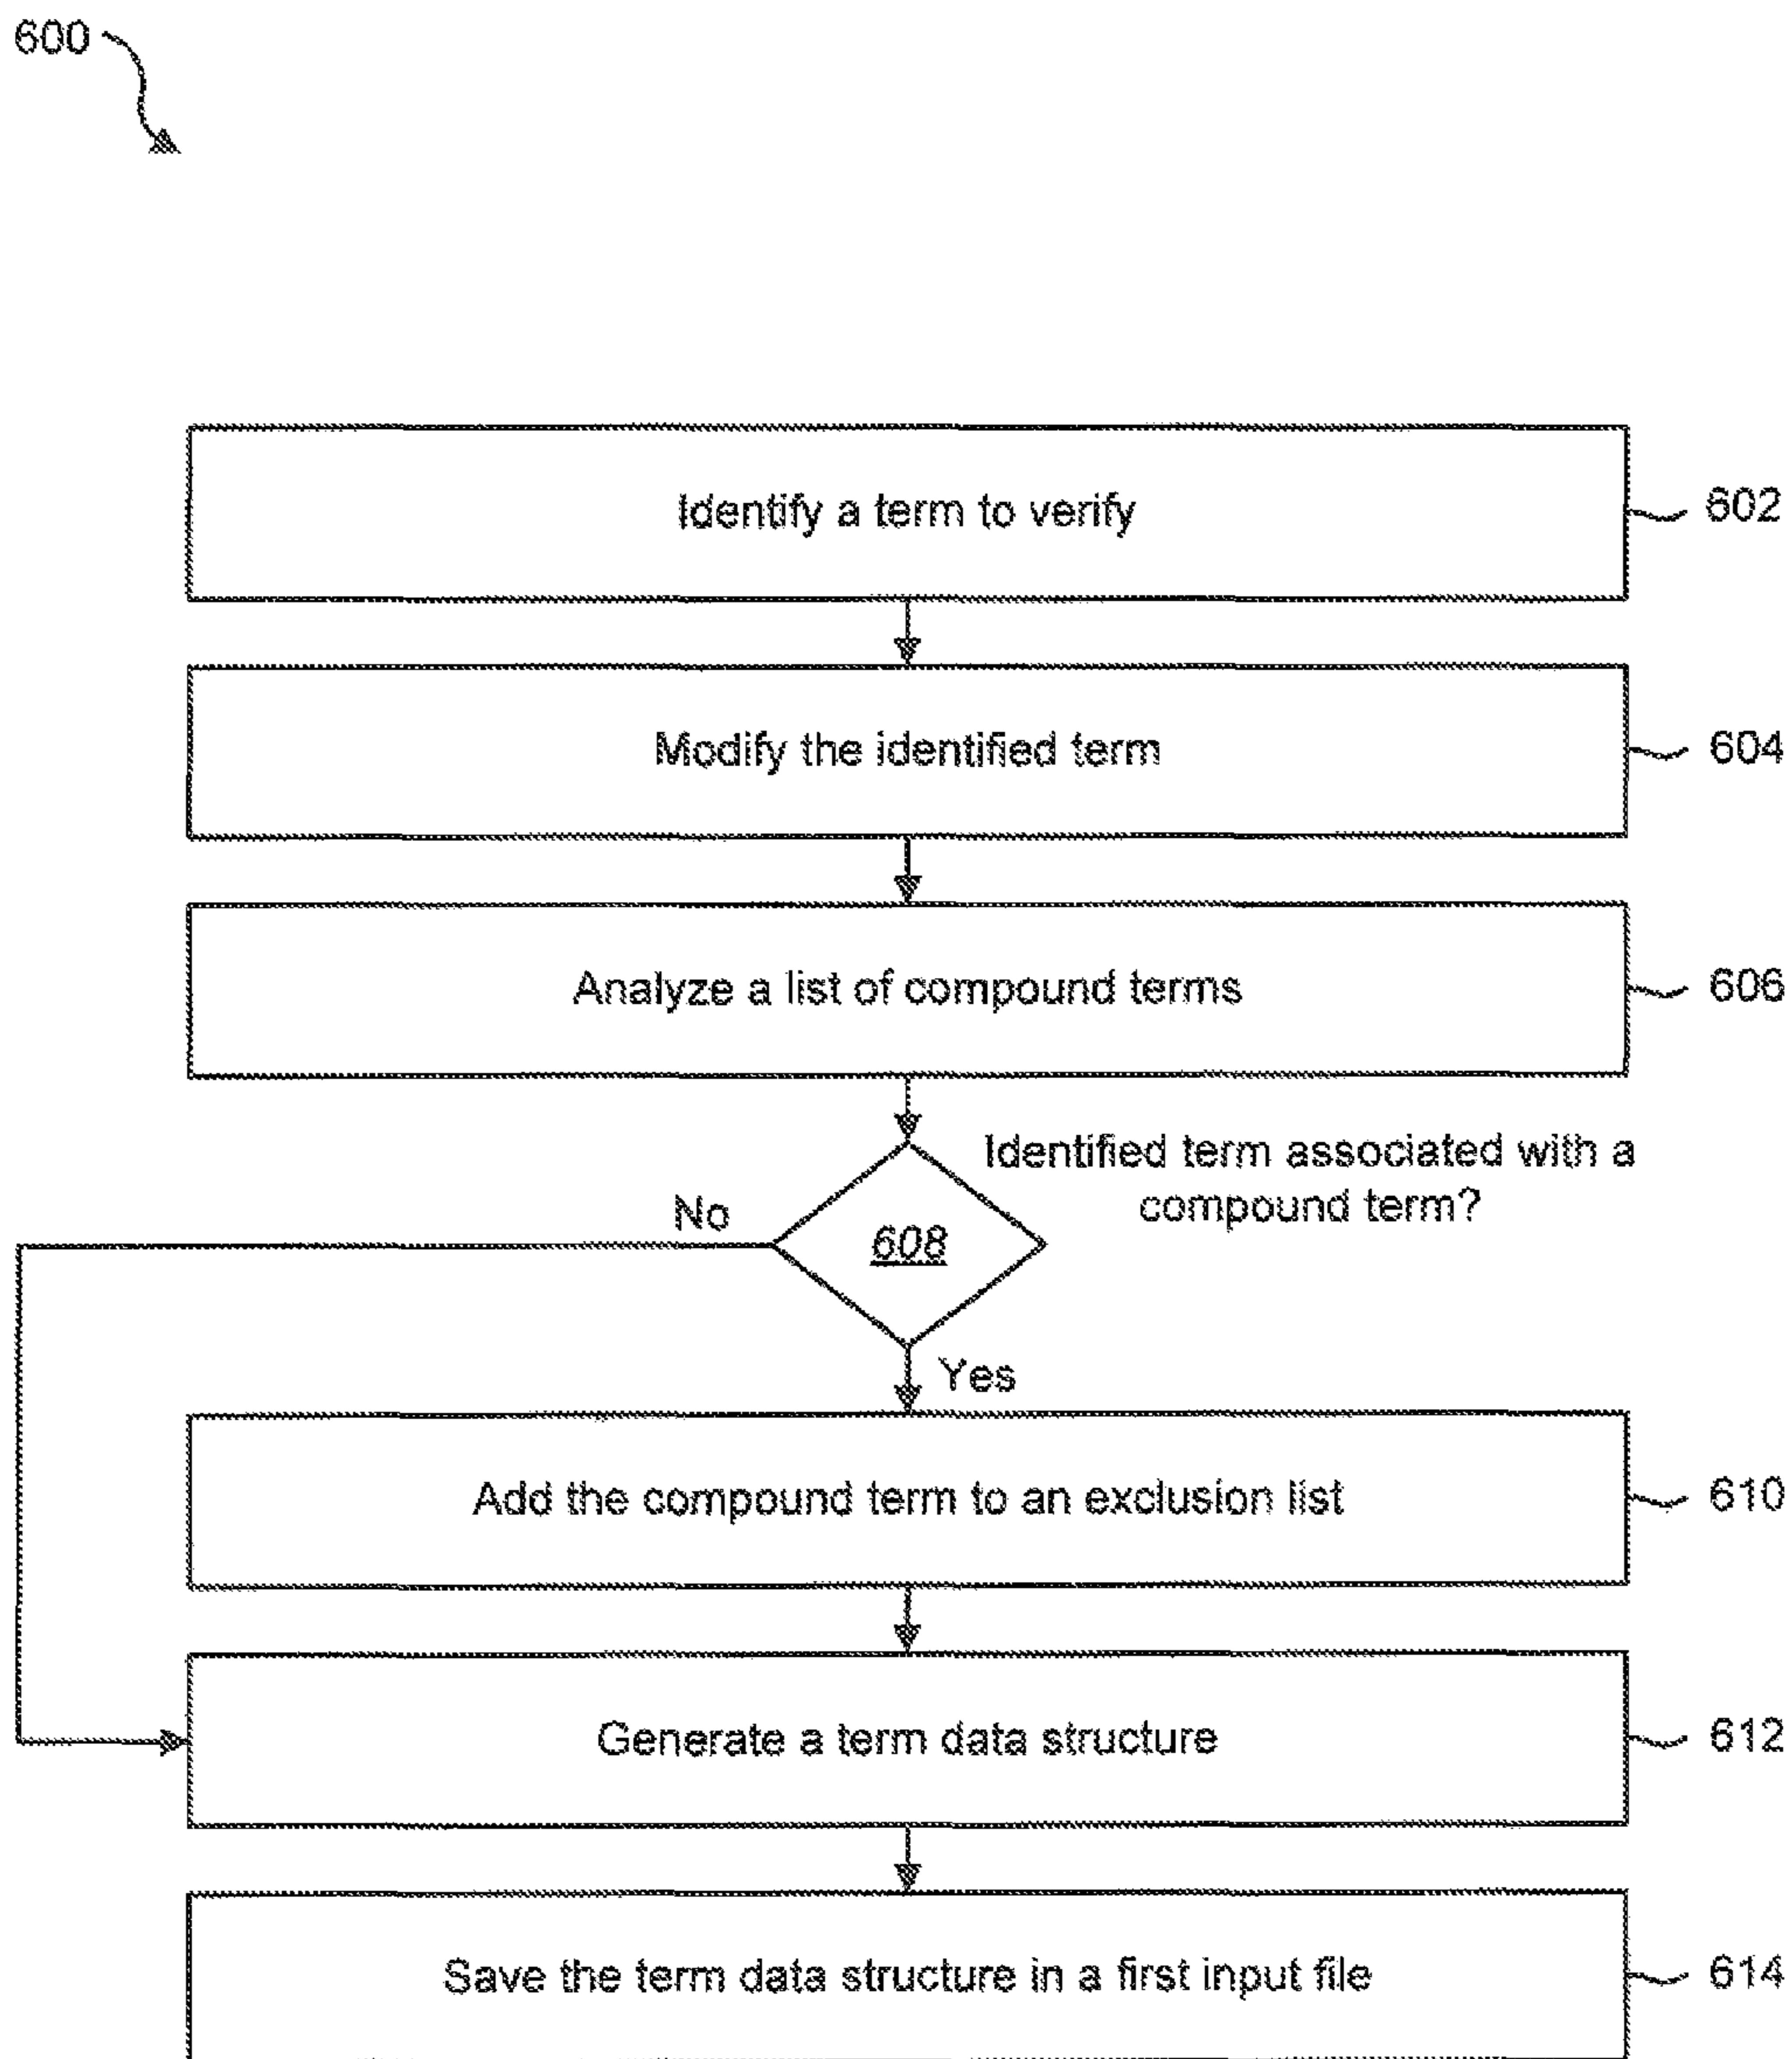 600
Identify a term to verify
602
Modify the identified term
604
Analyze a list of compound terms
606
Identified term associated with a
compound term?
No
608
Yes
Add the compound term to an exclusion list
610
Generate a term data structure
612
Save the term data structure in a first input file
614